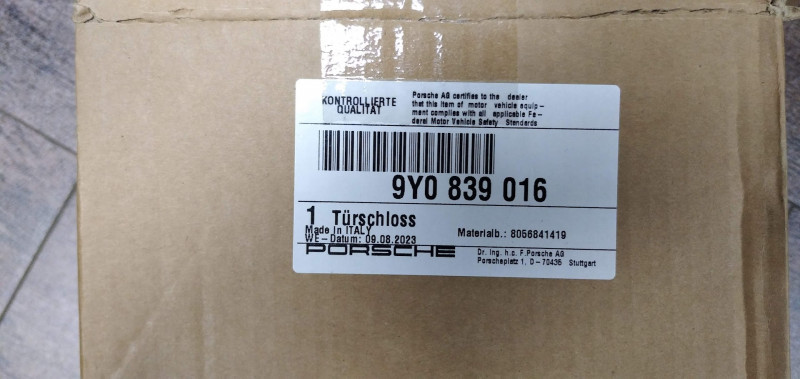 KONTROLLIERTE
QUALITÄT
Porsche AG certifies to the dealer
that this item of motor vehicle equip-
ment complies with all applicable Fe-
deral Motor Vehicle Safety Standards
9Y0 839 016
1 Türschloss
Made in ITALY
Materialb.: 8056841419
WE-Datum: 09.08.2023
PORSCHE
Dr. Ing. h.c. F.Porsche AG
Porscheplatz 1, D-70435 Stuttgart